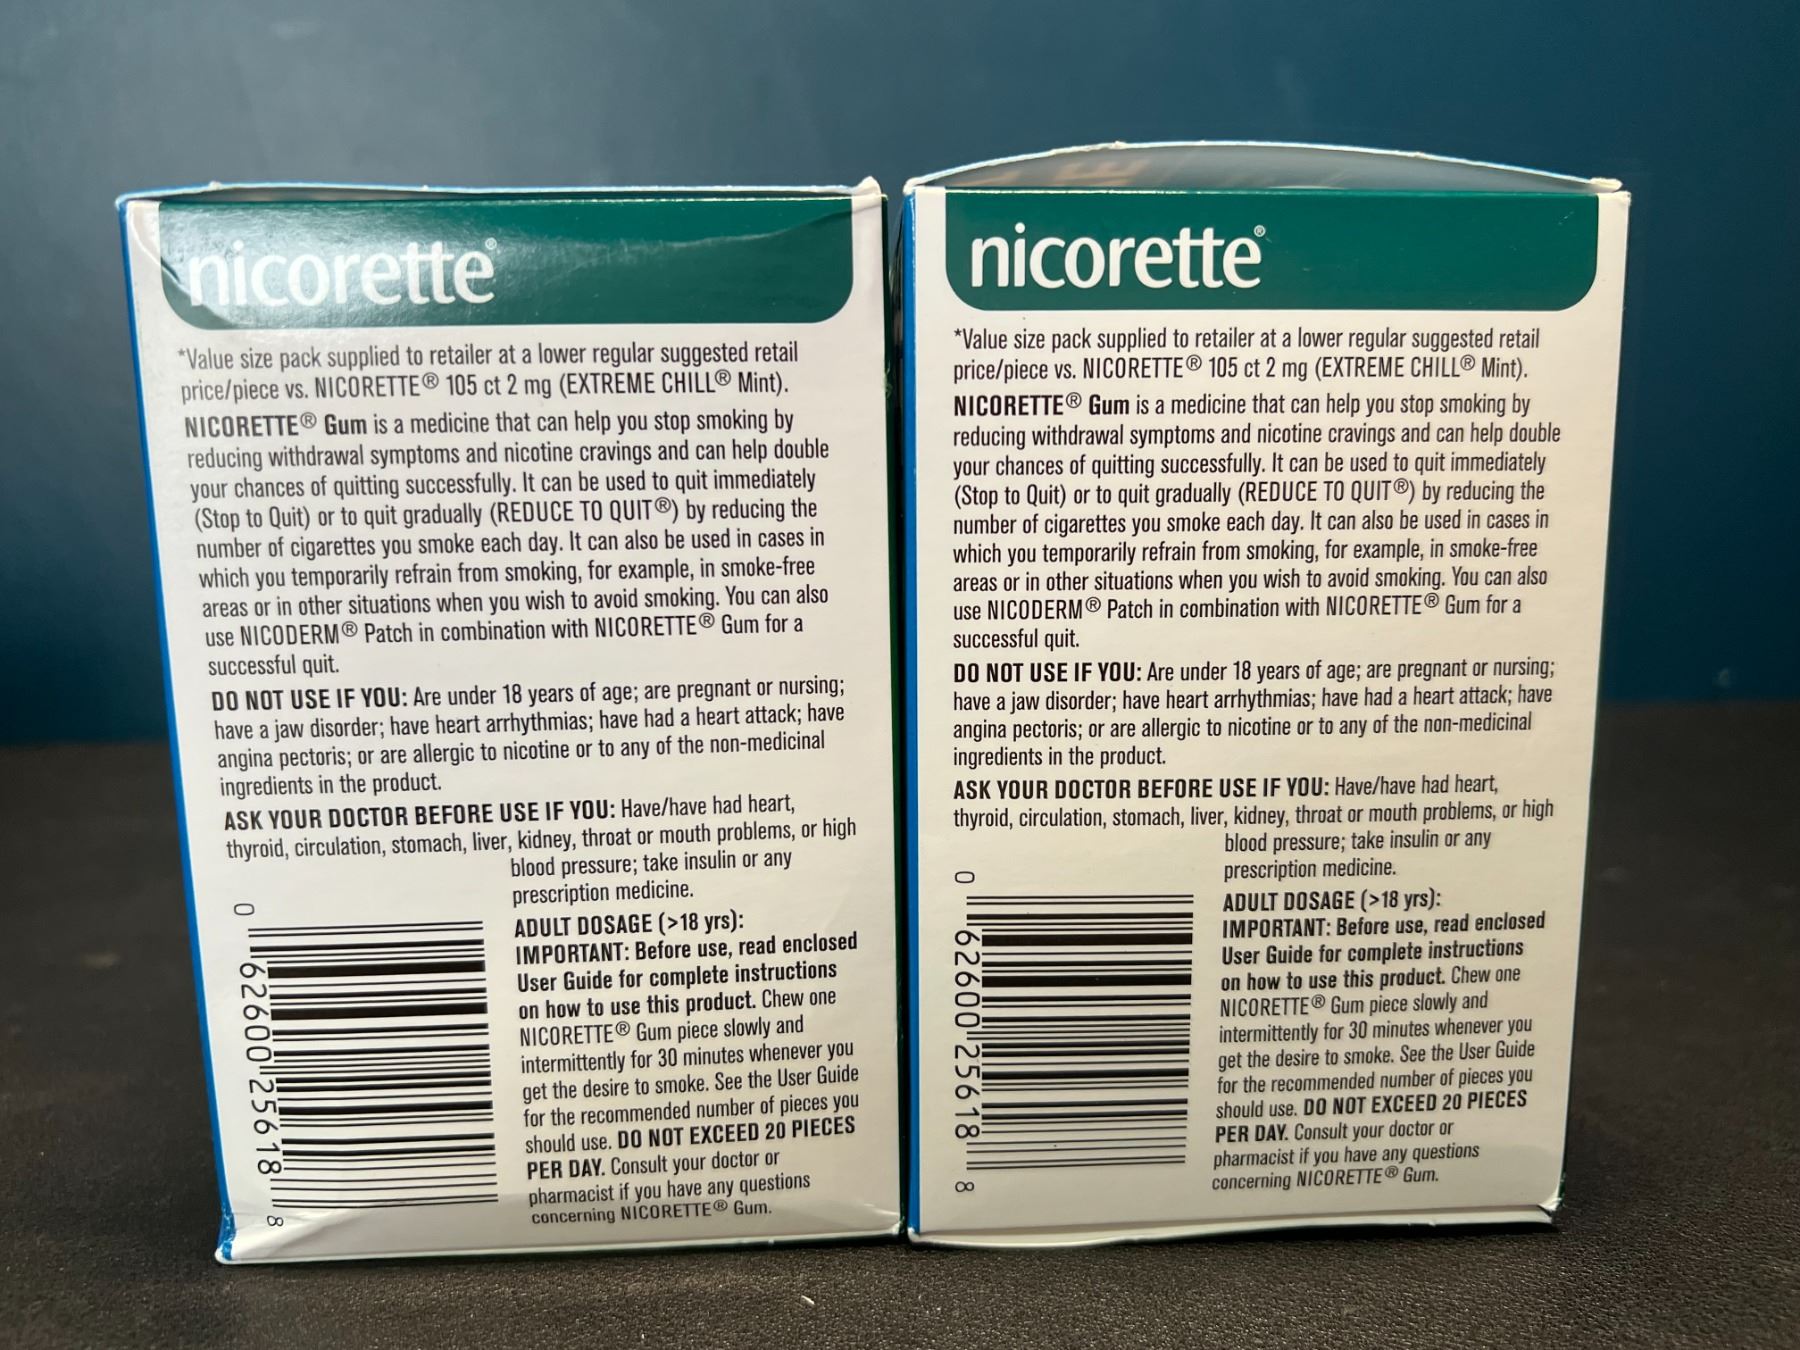 nicorette®
*Value size pack supplied to retailer at a lower regular suggested retail
price/piece vs. NICORETTE® 105 ct 2 mg (EXTREME CHILL® Mint).
NICORETTE® Gum is a medicine that can help you stop smoking by
reducing withdrawal symptoms and nicotine cravings and can help double
your chances of quitting successfully. It can be used to quit immediately
(Stop to Quit) or to quit gradually (REDUCE TO QUIT®) by reducing the
number of cigarettes you smoke each day. It can also be used in cases in
which you temporarily refrain from smoking, for example, in smoke-free
areas or in other situations when you wish to avoid smoking. You can also
use NICODERM® Patch in combination with NICORETTE® Gum for a
successful quit.
DO NOT USE IF YOU: Are under 18 years of age; are pregnant or nursing;
have a jaw disorder; have heart arrhythmias; have had a heart attack; have
angina pectoris; or are allergic to nicotine or to any of the non-medicinal
ingredients in the product.
ASK YOUR DOCTOR BEFORE USE IF YOU: Have/have had heart,
thyroid, circulation, stomach, liver, kidney, throat or mouth problems, or high
blood pressure; take insulin or any
prescription medicine.
ADULT DOSAGE (>18 yrs):
IMPORTANT: Before use, read enclosed
User Guide for complete instructions
on how to use this product. Chew one
NICORETTE® Gum piece slowly and
intermittently for 30 minutes whenever you
get the desire to smoke. See the User Guide
for the recommended number of pieces you
should use. DO NOT EXCEED 20 PIECES
PER DAY. Consult your doctor or
pharmacist if you have any questions
concerning NICORETTE® Gum.
0 62600 25618 8
nicorette®
*Value size pack supplied to retailer at a lower regular suggested retail
price/piece vs. NICORETTE® 105 ct 2 mg (EXTREME CHILL® Mint).
NICORETTE® Gum is a medicine that can help you stop smoking by
reducing withdrawal symptoms and nicotine cravings and can help double
your chances of quitting successfully. It can be used to quit immediately
(Stop to Quit) or to quit gradually (REDUCE TO QUIT®) by reducing the
number of cigarettes you smoke each day. It can also be used in cases in
which you temporarily refrain from smoking, for example, in smoke-free
areas or in other situations when you wish to avoid smoking. You can also
use NICODERM® Patch in combination with NICORETTE® Gum for a
successful quit.
DO NOT USE IF YOU: Are under 18 years of age; are pregnant or nursing;
have a jaw disorder; have heart arrhythmias; have had a heart attack; have
angina pectoris; or are allergic to nicotine or to any of the non-medicinal
ingredients in the product.
ASK YOUR DOCTOR BEFORE USE IF YOU: Have/have had heart,
thyroid, circulation, stomach, liver, kidney, throat or mouth problems, or high
blood pressure; take insulin or any
prescription medicine.
ADULT DOSAGE (>18 yrs):
IMPORTANT: Before use, read enclosed
User Guide for complete instructions
on how to use this product. Chew one
NICORETTE® Gum piece slowly and
intermittently for 30 minutes whenever you
get the desire to smoke. See the User Guide
for the recommended number of pieces you
should use. DO NOT EXCEED 20 PIECES
PER DAY. Consult your doctor or
pharmacist if you have any questions
concerning NICORETTE® Gum.
0 62600 25618 8